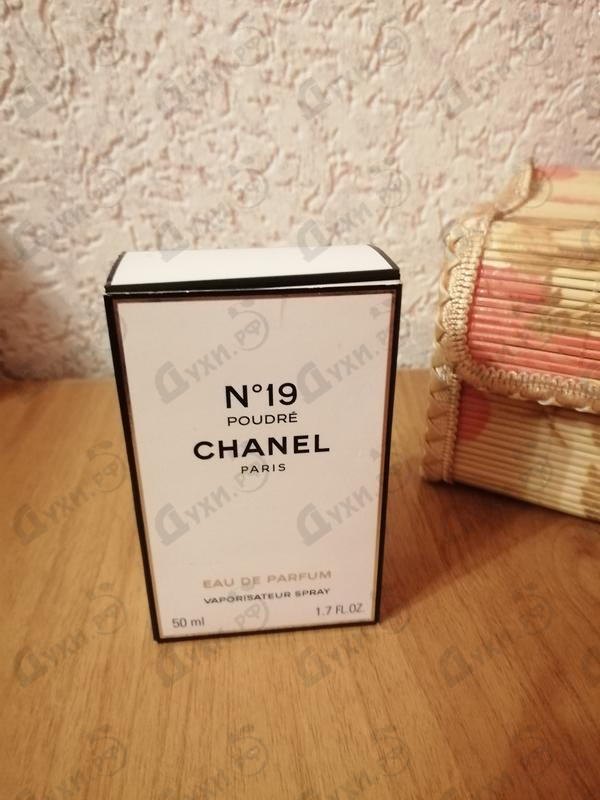 N°19
POUDRÉ
CHANEL
PARIS
EAU DE PARFUM
VAPORISATEUR SPRAY
50 ml 1.7 FL.OZ.
Духи.рф